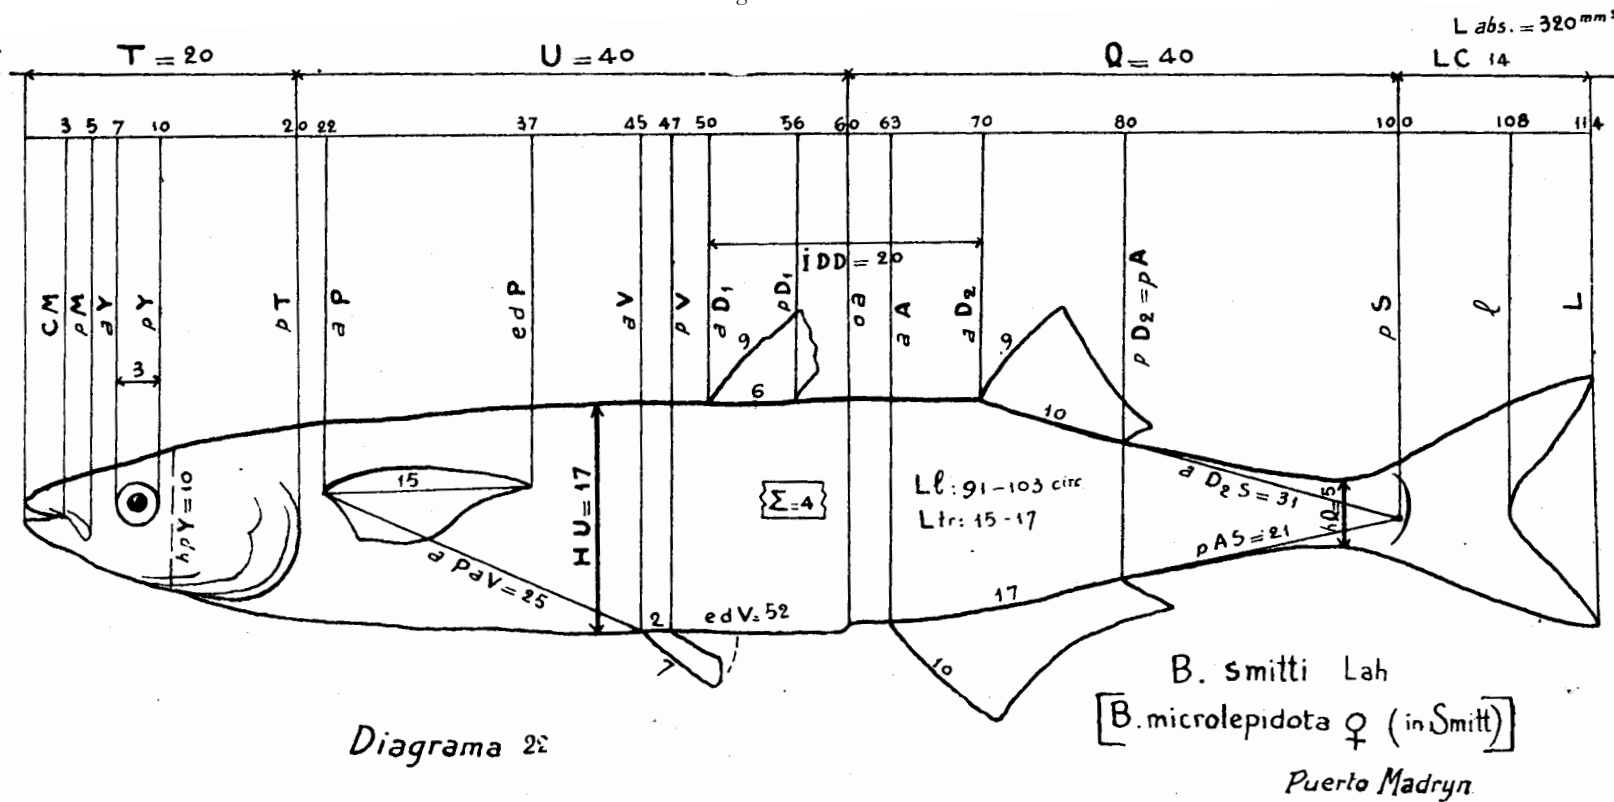 L abs. = 320 mms
T = 20 U = 40 Q = 40 LC 14
3 5 7 10 20 22 37 45 47 50 56 60 63 70 80 100 108 114
iDD = 20
CM pM aY pY pT aP edP aV pV aD1 pD1 oa aA aD2 pD2=pA pS l L
3
9 6 9
10
15
hpY=10
HU=17
Σ=4
Ll: 91-103 circ.
Ltr: 15-17
a D2 S=31
hQ=5
pAS=21
a PaV=25
2
edV=52
17
7
10
B. smitti Lah
[B. microlepidota ♀ (in Smitt)]
Diagrama
Puerto Madryn